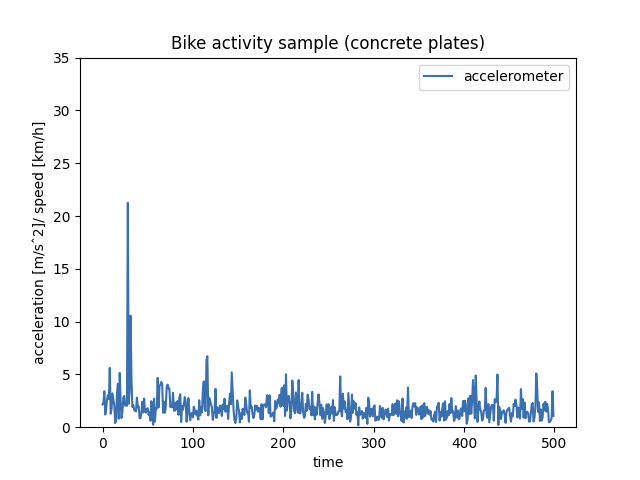 Bike activity sample (concrete plates)
accelerometer
35
30
25
20
15
10
5
0
acceleration [m/sˆ2]/ speed [km/h]
0 100 200 300 400 500
time